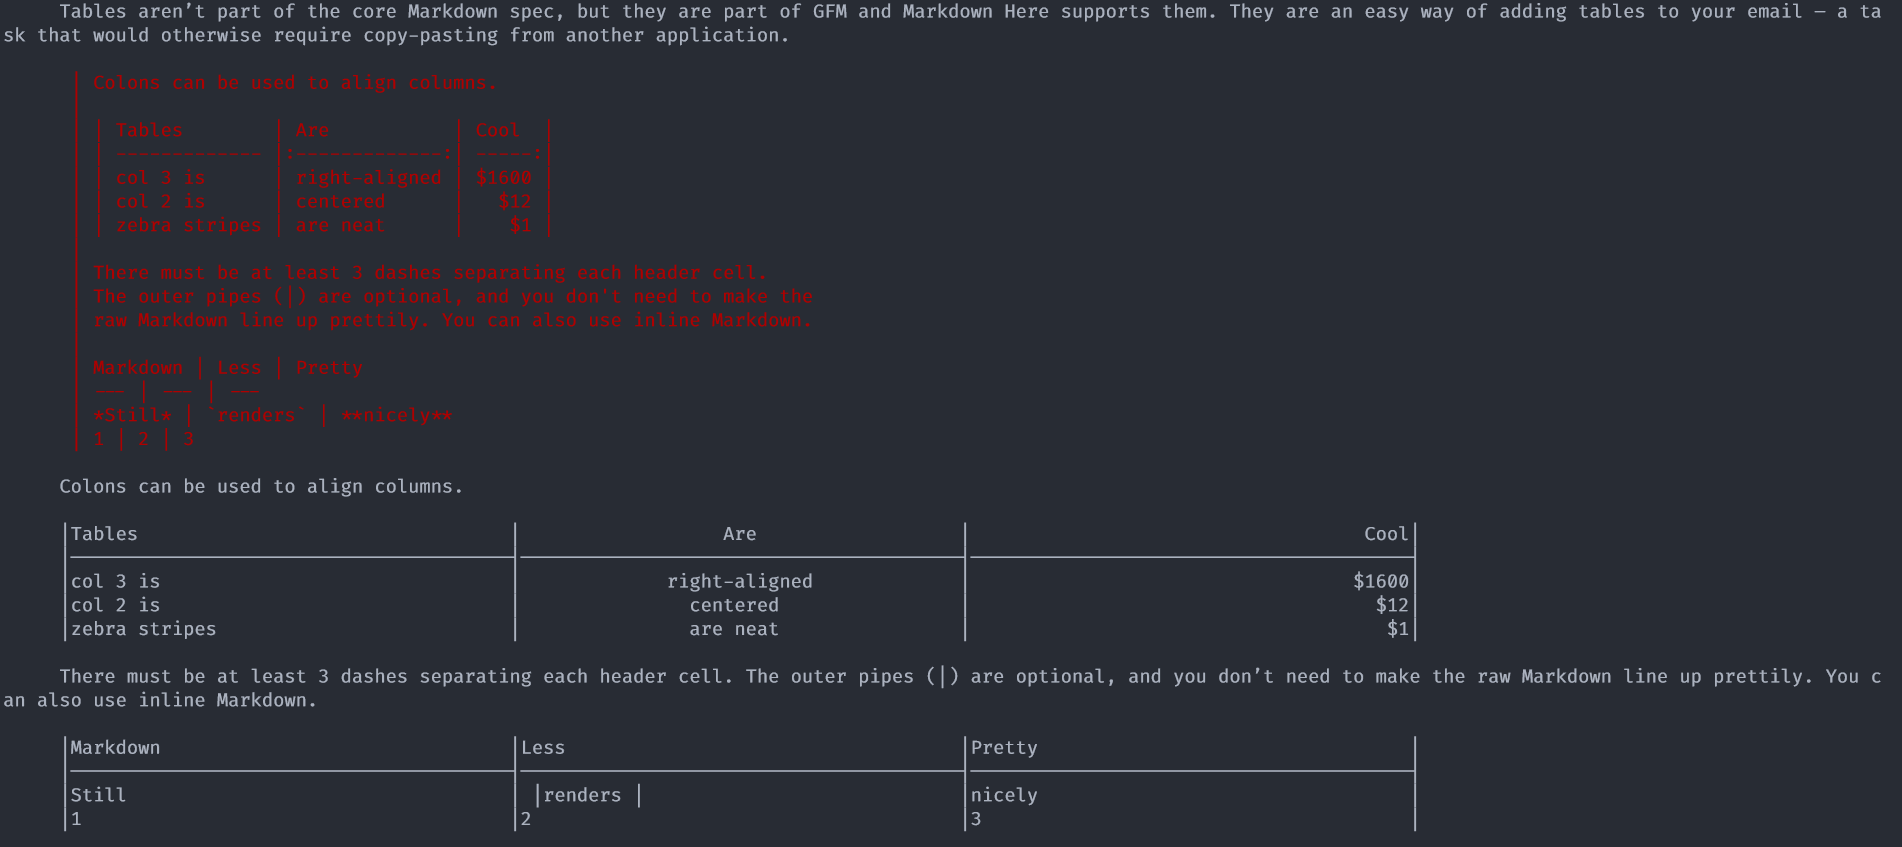 Tables aren’t part of the core Markdown spec, but they are part of GFM and Markdown Here supports them. They are an easy way of adding tables to your email — a ta
sk that would otherwise require copy-pasting from another application.
Colons can be used to align columns.
| Tables        | Are           | Cool  |
| ------------- |:-------------:| -----:|
| col 3 is      | right-aligned | $1600 |
| col 2 is      | centered      |   $12 |
| zebra stripes | are neat      |    $1 |
There must be at least 3 dashes separating each header cell.
The outer pipes (|) are optional, and you don't need to make the
raw Markdown line up prettily. You can also use inline Markdown.
Markdown | Less | Pretty
--- | --- | ---
*Still* | `renders` | **nicely**
1 | 2 | 3
Colons can be used to align columns.
|Tables | Are | Cool|
|col 3 is | right-aligned | $1600|
|col 2 is | centered | $12|
|zebra stripes | are neat | $1|
There must be at least 3 dashes separating each header cell. The outer pipes (|) are optional, and you don’t need to make the raw Markdown line up prettily. You c
an also use inline Markdown.
|Markdown |Less |Pretty |
|Still | |renders | |nicely |
|1 |2 |3 |